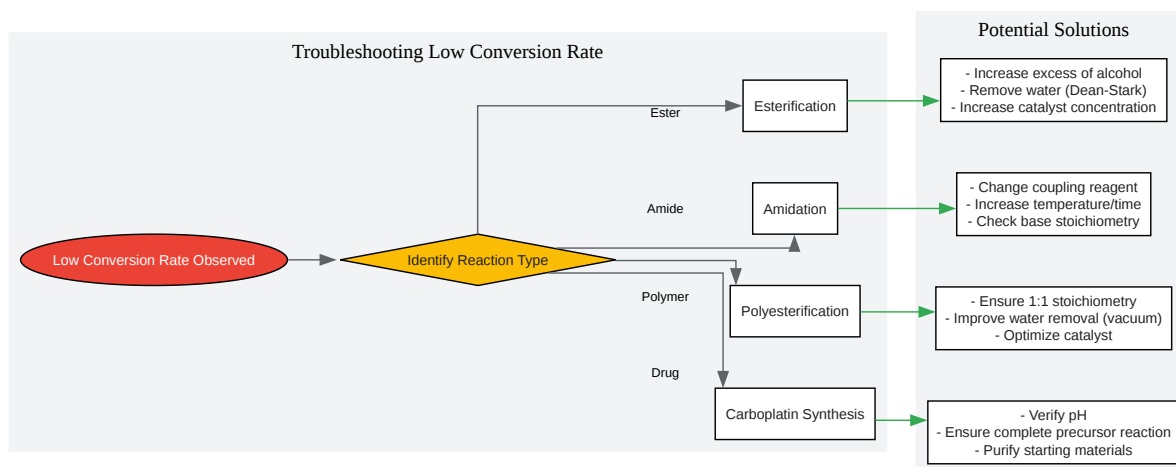 Troubleshooting Low Conversion Rate
Potential Solutions
Low Conversion Rate Observed
Identify Reaction Type
Ester
Esterification
- Increase excess of alcohol
- Remove water (Dean-Stark)
- Increase catalyst concentration
Amide
Amidation
- Change coupling reagent
- Increase temperature/time
- Check base stoichiometry
Polymer
Polyesterification
- Ensure 1:1 stoichiometry
- Improve water removal (vacuum)
- Optimize catalyst
Drug
Carboplatin Synthesis
- Verify pH
- Ensure complete precursor reaction
- Purify starting materials